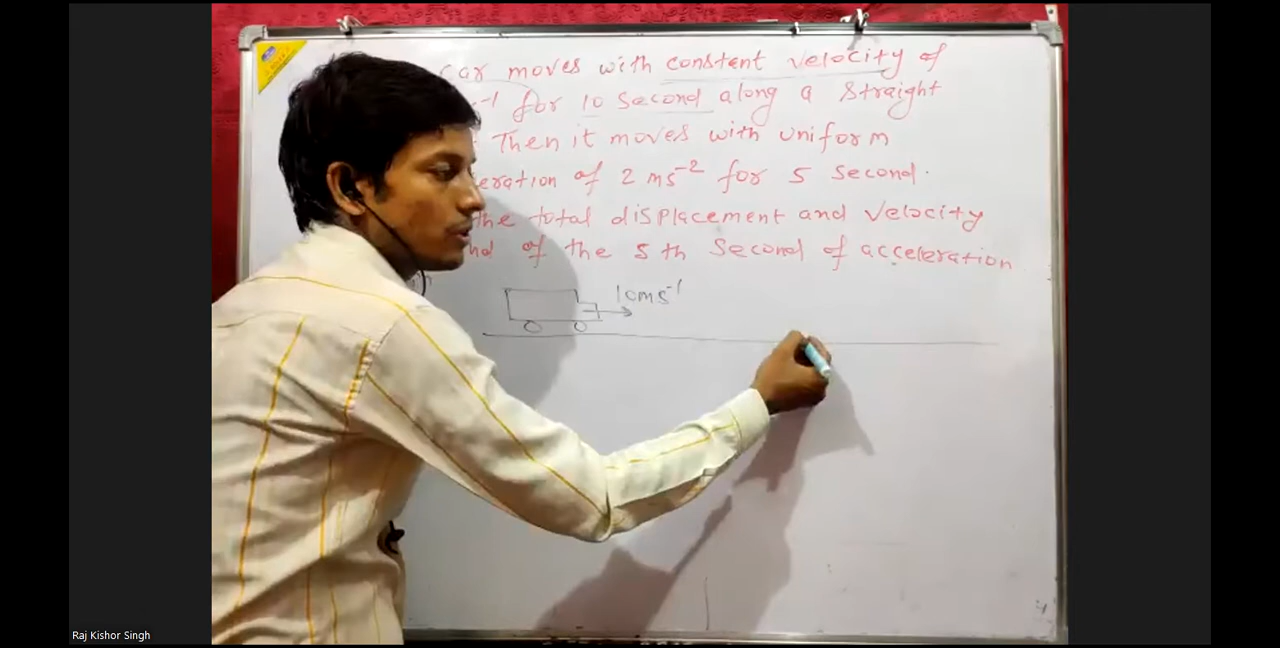 car moves with constant velocity of
s⁻¹ for 10 second along a straight
Then it moves with uniform
eration of 2 ms⁻² for 5 second.
the total displacement and velocity
nd of the 5 th second of acceleration
10ms⁻¹
Raj Kishor Singh